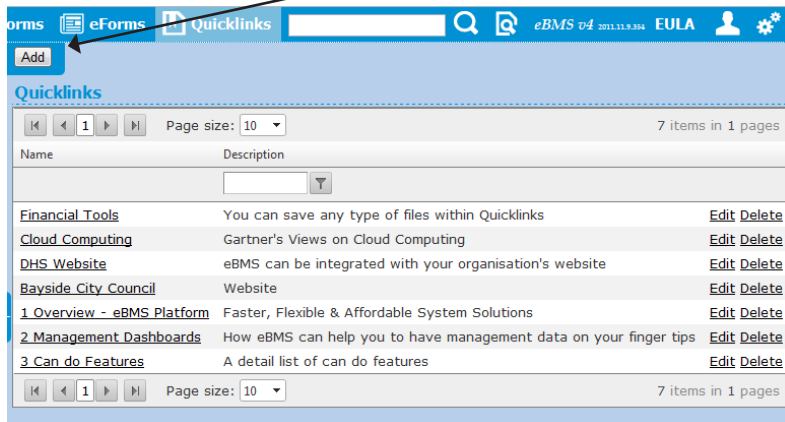 orms eForms Quicklinks eBMS v4 2011.11.9.354 EULA
Add
Quicklinks
1 Page size: 10 7 items in 1 pages
Name Description
Financial Tools You can save any type of files within Quicklinks Edit Delete
Cloud Computing Gartner's Views on Cloud Computing Edit Delete
DHS Website eBMS can be integrated with your organisation's website Edit Delete
Bayside City Council Website Edit Delete
1 Overview - eBMS Platform Faster, Flexible & Affordable System Solutions Edit Delete
2 Management Dashboards How eBMS can help you to have management data on your finger tips Edit Delete
3 Can do Features A detail list of can do features Edit Delete
1 Page size: 10 7 items in 1 pages